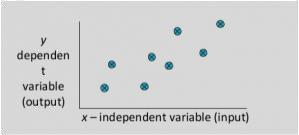 y
dependen
t
variable
(output)
x – independent variable (input)